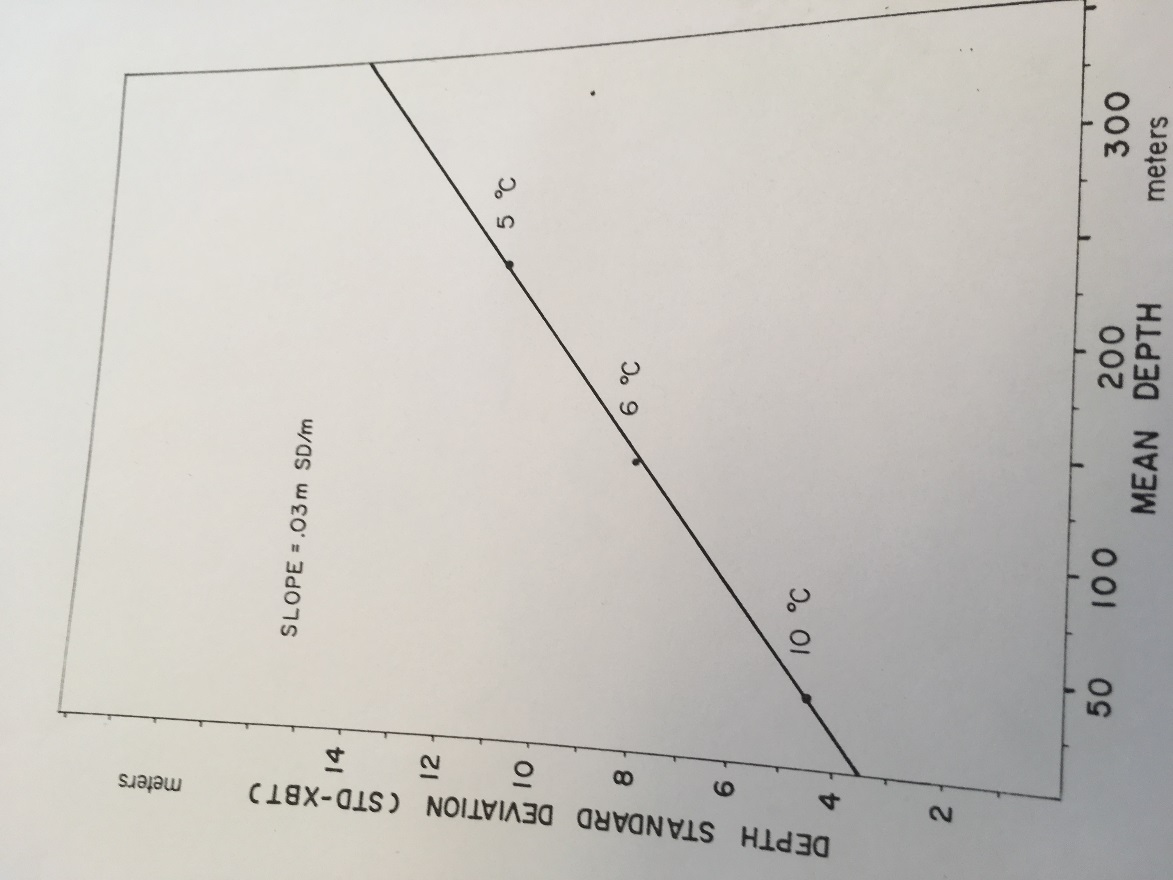 meters
DEPTH STANDARD DEVIATION (STD-XBT)
14
12
10
8
6
4
2
SLOPE = .03m SD/m
5 °C
6 °C
10 °C
50
100
200
300
MEAN DEPTH meters